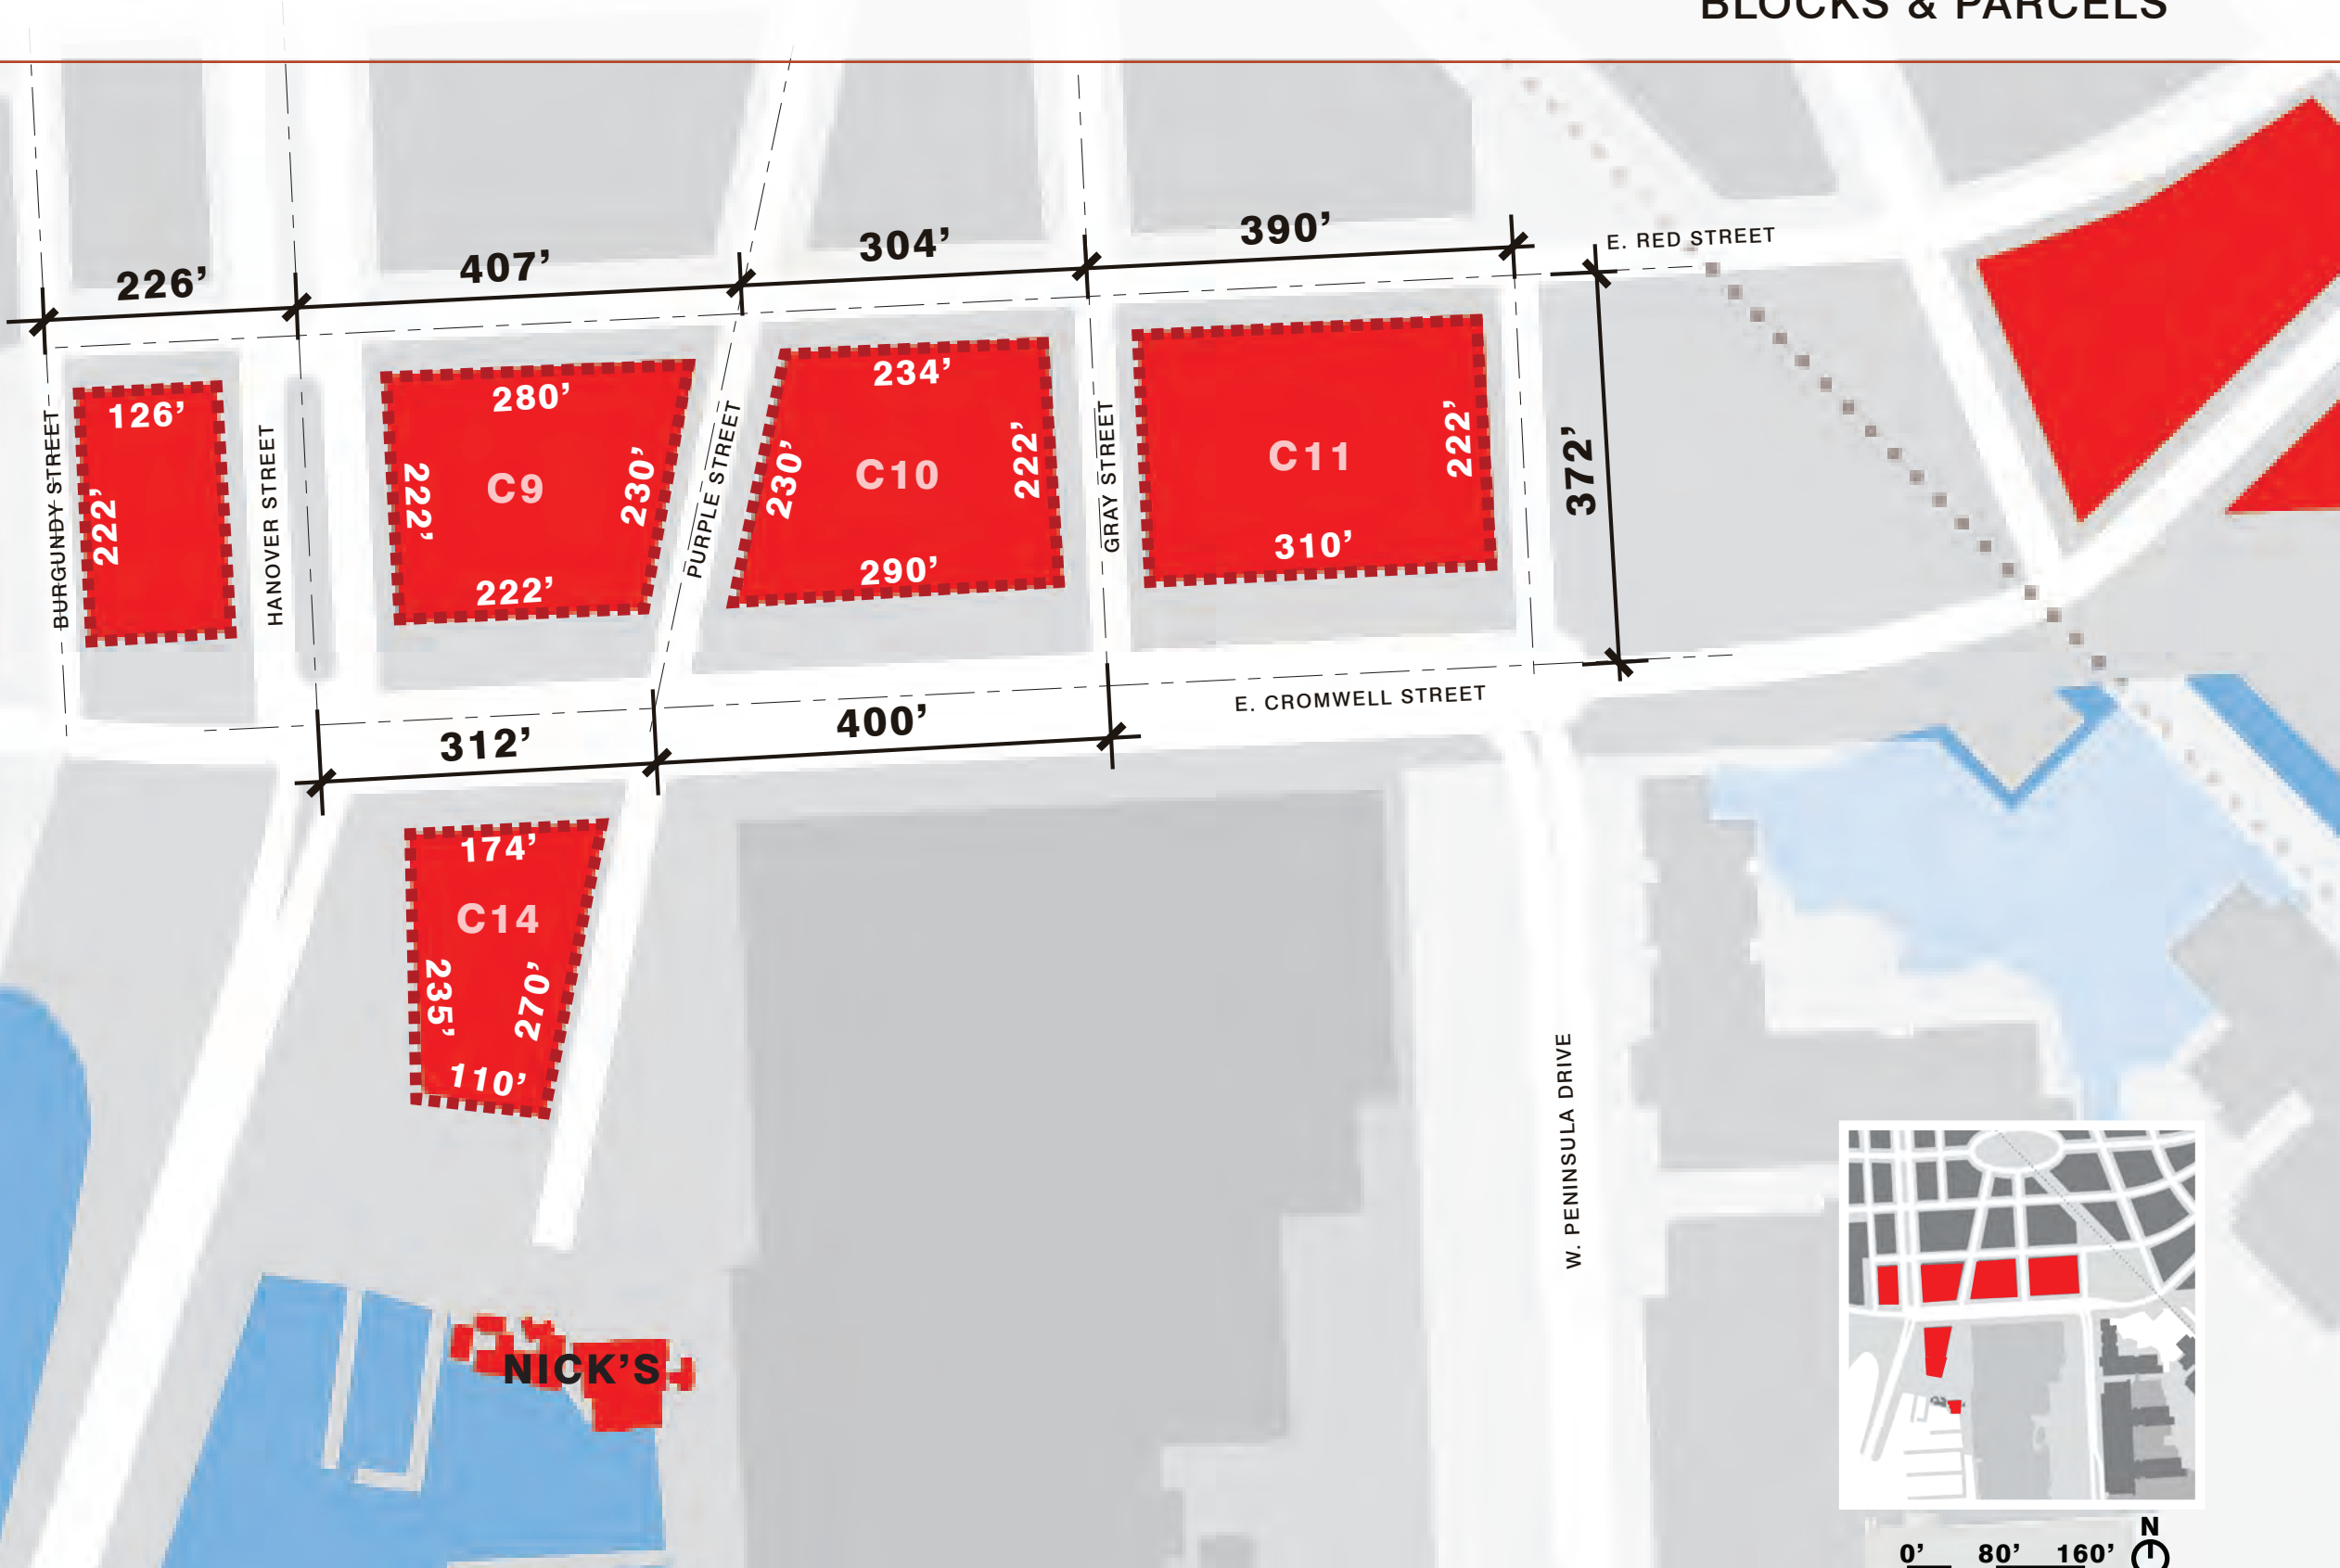 BLOCKS & PARCELS
226’
407’
304’
390’
E. RED STREET
126’
222’
BURGUNDY STREET
HANOVER STREET
280’
222’
C9
230’
222’
PURPLE STREET
234’
230’
C10
222’
290’
GRAY STREET
C11
222’
310’
372’
312’
400’
E. CROMWELL STREET
174’
C14
235’
270’
110’
W. PENINSULA DRIVE
NICK’S
N
0’ 80’ 160’